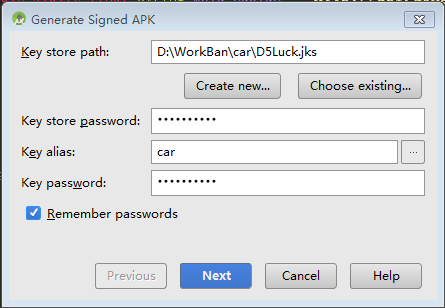 Generate Signed APK
Key store path: D:\WorkBan\car\D5Luck.jks
Create new... Choose existing...
Key store password: ••••••••••
Key alias: car ...
Key password: ••••••••••
Remember passwords
Previous Next Cancel Help